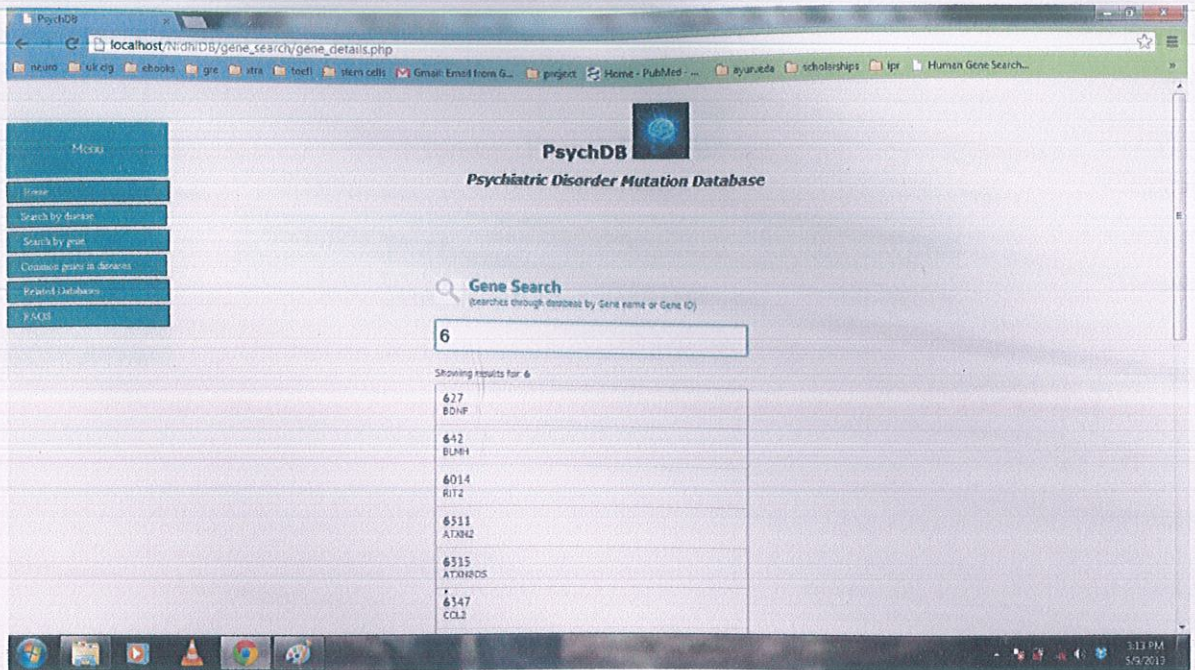 PsychDB
localhost/NidhiDB/gene_search/gene_details.php
neuro uk cig ebooks gre xtra toefl stem cells Gmail: Email from G... project Home - PubMed - ... ayurveda scholarships ipr Human Gene Search... »
Menu
Home
Search by disease
Search by gene
Common genes in diseases
Related Databases
FAQS
PsychDB
Psychiatric Disorder Mutation Database
Gene Search
(searches through database by Gene name or Gene ID)
6
Showing results for: 6
627
BDNF
642
BLMH
6014
RIT2
6311
ATXN2
6315
ATXN8OS
6347
CCL2
3:13 PM
5/9/2013